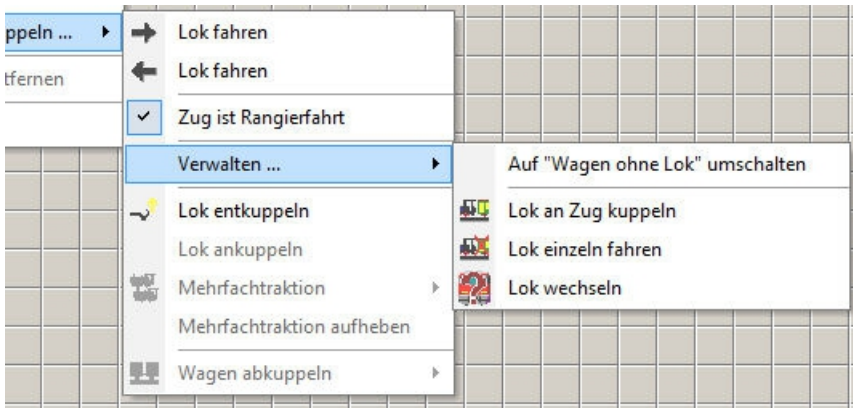 ppeln ...
tfernen
Lok fahren
Lok fahren
Zug ist Rangierfahrt
Verwalten ...
Lok entkuppeln
Lok ankuppeln
Mehrfachtraktion
Mehrfachtraktion aufheben
Wagen abkuppeln
Auf "Wagen ohne Lok" umschalten
Lok an Zug kuppeln
Lok einzeln fahren
Lok wechseln